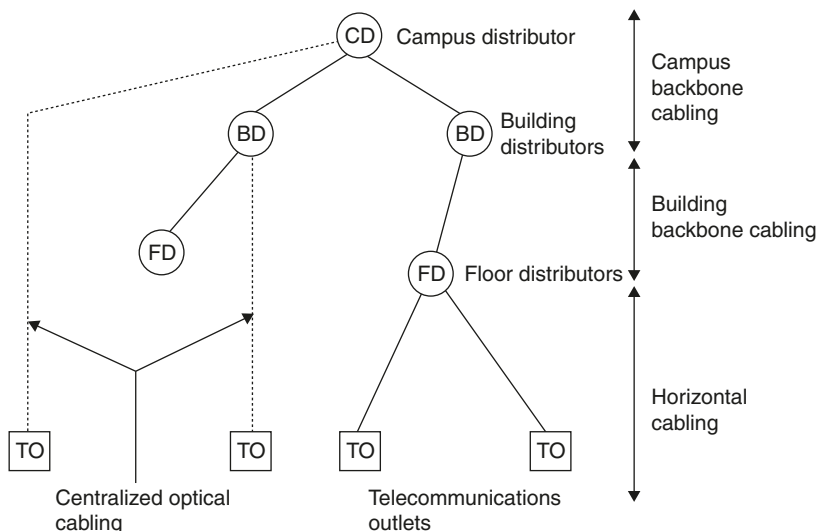 CD
Campus distributor
Campus
backbone
cabling
BD
BD
Building
distributors
Building
backbone cabling
FD
FD
Floor distributors
Horizontal
cabling
TO
TO
TO
TO
Centralized optical
cabling
Telecommunications
outlets